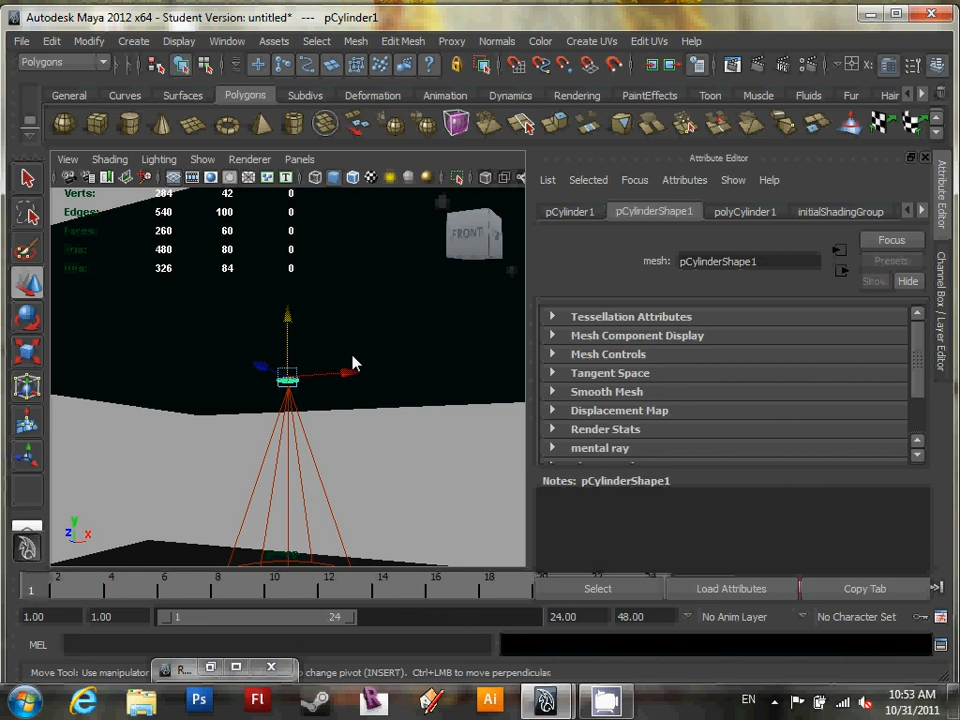 Autodesk Maya 2012 x64 - Student Version: untitled* --- pCylinder1
File Edit Modify Create Display Window Assets Select Mesh Edit Mesh Proxy Normals Color Create UVs Edit UVs Help
Polygons
X:
General Curves Surfaces Polygons Subdivs Deformation Animation Dynamics Rendering PaintEffects Toon Muscle Fluids Fur Hair
View Shading Lighting Show Renderer Panels
Attribute Editor
List Selected Focus Attributes Show Help
Verts: 284 42 0
Edges: 540 100 0
Faces: 260 60 0
Tris: 480 80 0
UVs: 326 84 0
FRONT
pCylinder1 pCylinderShape1 polyCylinder1 initialShadingGroup
Focus
mesh: pCylinderShape1
Presets
Show Hide
Tessellation Attributes
Mesh Component Display
Mesh Controls
Tangent Space
Smooth Mesh
Displacement Map
Render Stats
mental ray
Notes: pCylinderShape1
Attribute Editor
Channel Box / Layer Editor
y
z x
persp
1 2 4 6 8 10 12 14 16 18 20 22 24
Select Load Attributes Copy Tab
1.00 1.00 1 24 24.00 48.00 No Anim Layer No Character Set
MEL
Move Tool: Use manipulator R... change pivot (INSERT). Ctrl+LMB to move perpendicular.
Ps Fl Ai
EN
10:53 AM
10/31/2011